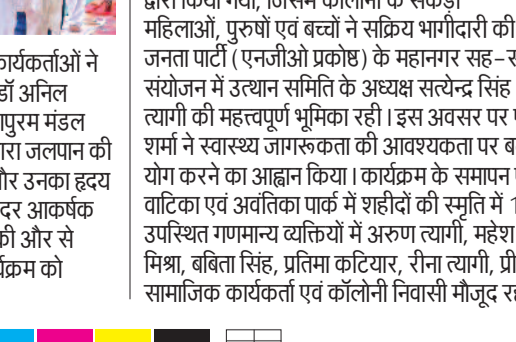 कार्यकर्ताओं ने
डॉ अनिल
पुरम मंडल
जलपान की
और उनका हृदय
आकर्षक
की और से
को
द्वारा किया गया, जिसमें कॉलोनी के सैकड़ों
महिलाओं, पुरुषों एवं बच्चों ने सक्रिय भागीदारी की
जनता पार्टी (एनजीओ प्रकोष्ठ) के महानगर सह-स
संयोजन में उत्थान समिति के अध्यक्ष सत्येन्द्र सिंह
त्यागी की महत्त्वपूर्ण भूमिका रही। इस अवसर पर
शर्मा ने स्वास्थ्य जागरूकता की आवश्यकता पर ब
योग करने का आह्वान किया। कार्यक्रम के समापन
वाटिका एवं अवंतिका पार्क में शहीदों की स्मृति में 1
उपस्थित गणमान्य व्यक्तियों में अरुण त्यागी, महेश
मिश्रा, बबिता सिंह, प्रतिमा कटियार, रीना त्यागी, प्री
सामाजिक कार्यकर्ता एवं कॉलोनी निवासी मौजूद रह